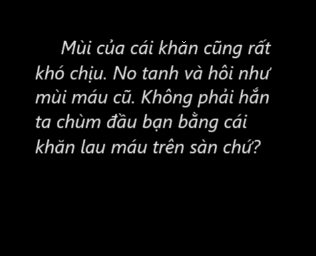 Mùi của cái khăn cũng rất
khó chịu. No tanh và hôi như
mùi máu cũ. Không phải hắn
ta chùm đầu bạn bằng cái
khăn lau máu trên sàn chứ?